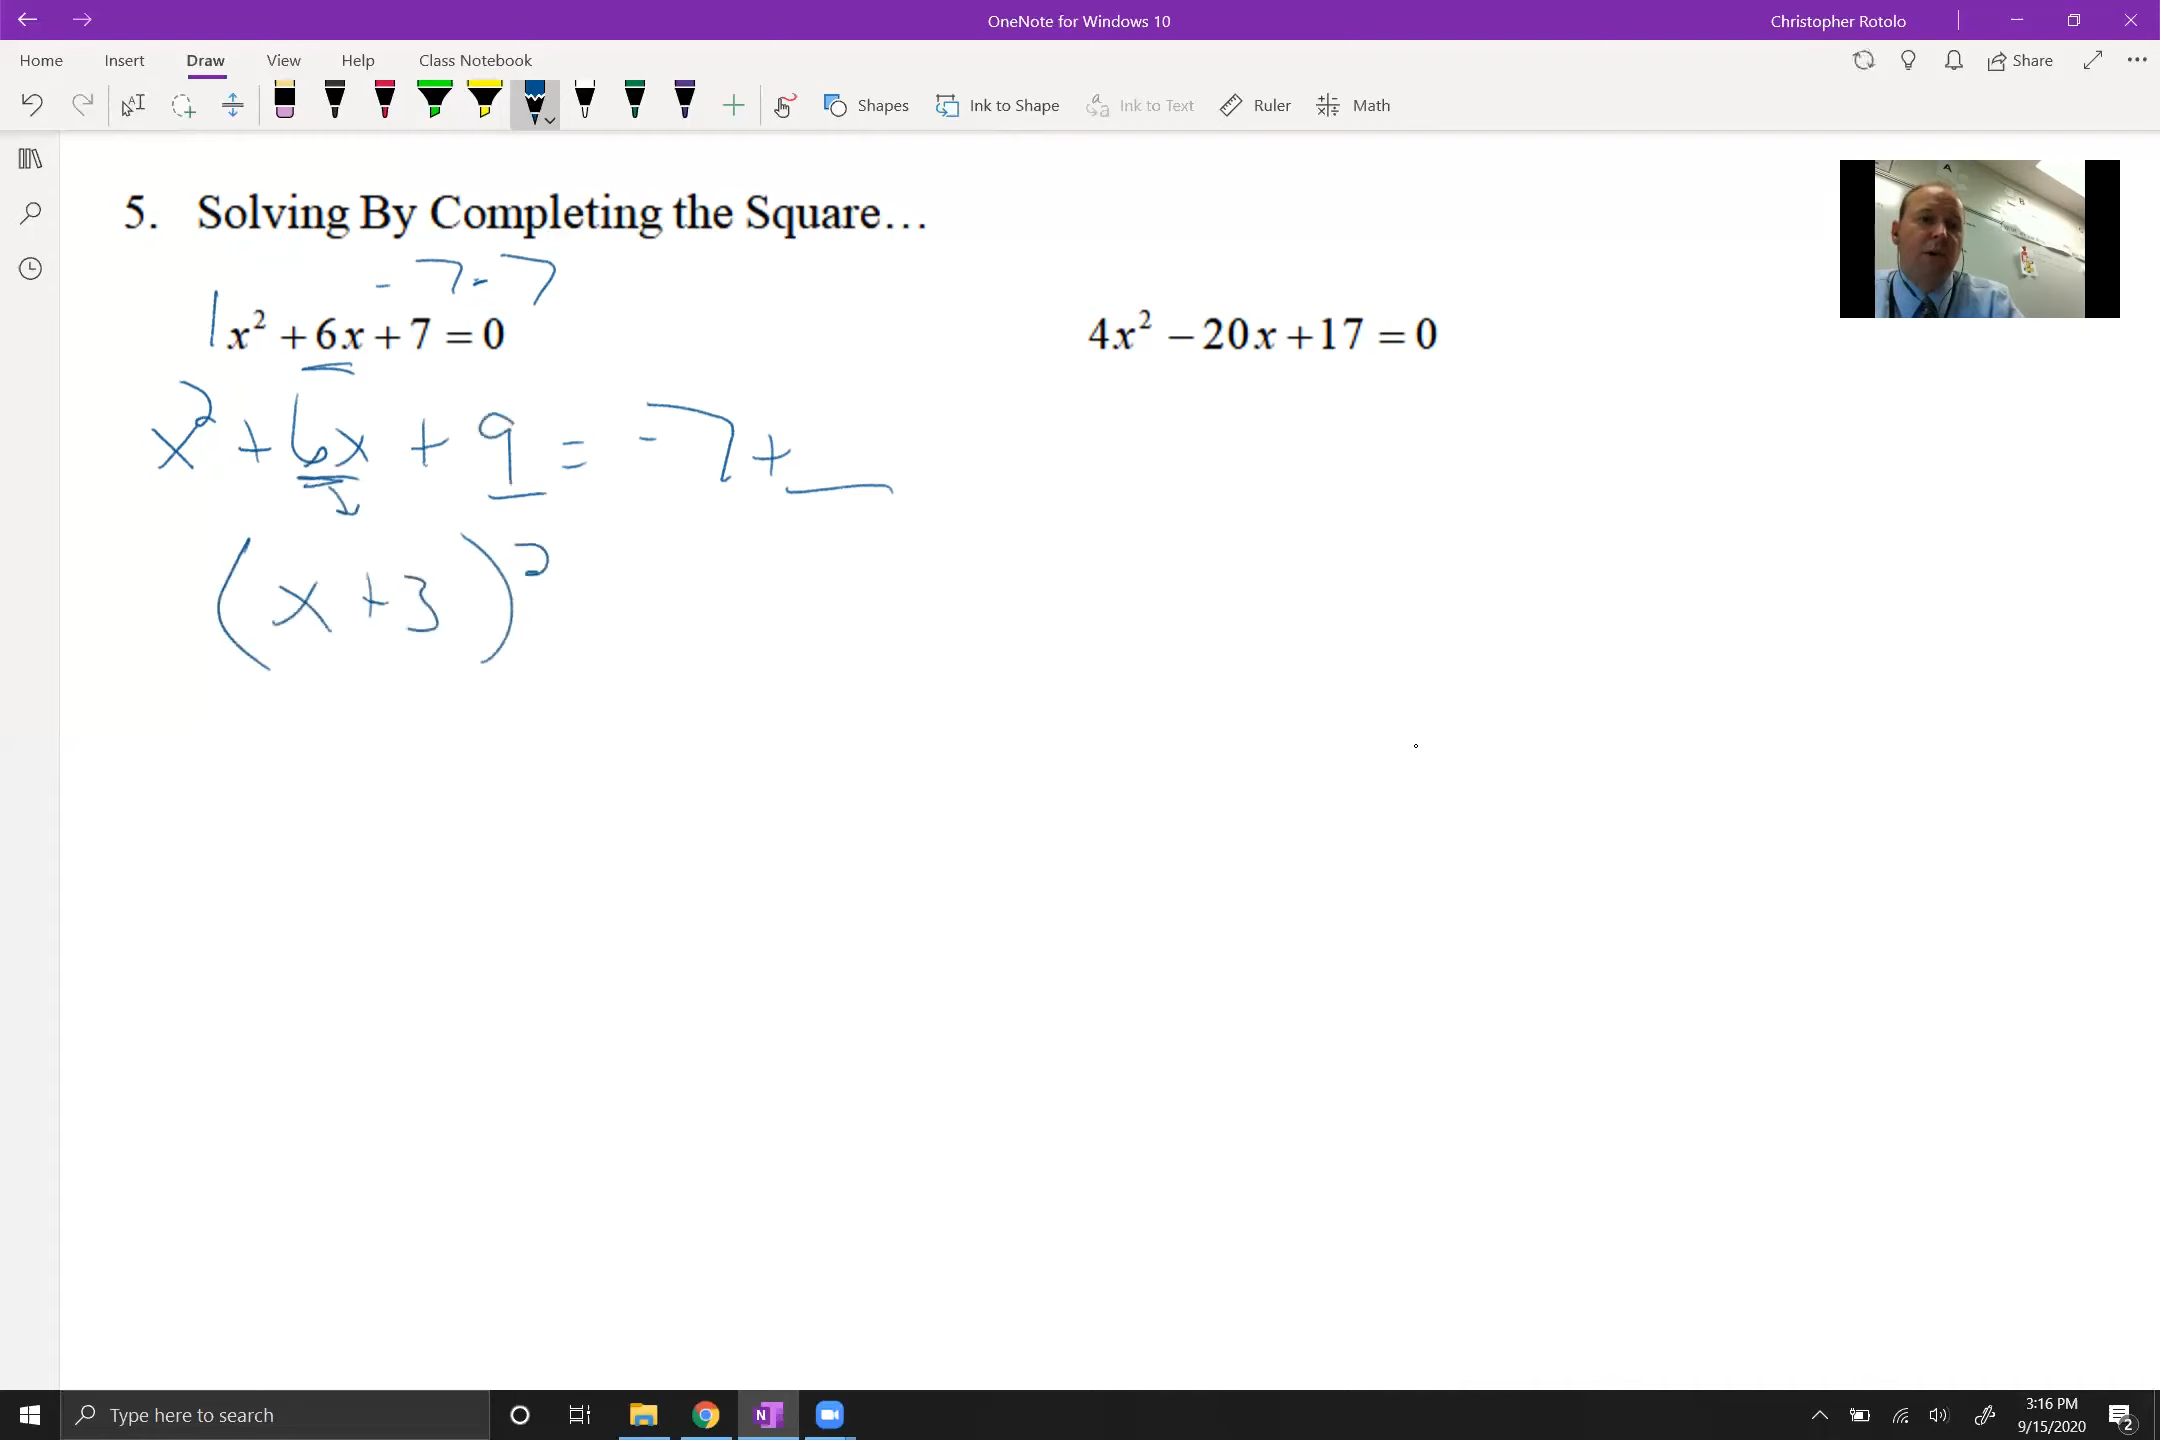 OneNote for Windows 10
Christopher Rotolo
Home Insert Draw View Help Class Notebook
Share
Shapes Ink to Shape Ink to Text Ruler Math
5. Solving By Completing the Square…
- 7 - 7
1x² + 6x + 7 = 0
4x² − 20x + 17 = 0
x² + 6x + 9 = -7 + __
(x + 3)²
Type here to search
3:16 PM
9/15/2020
2